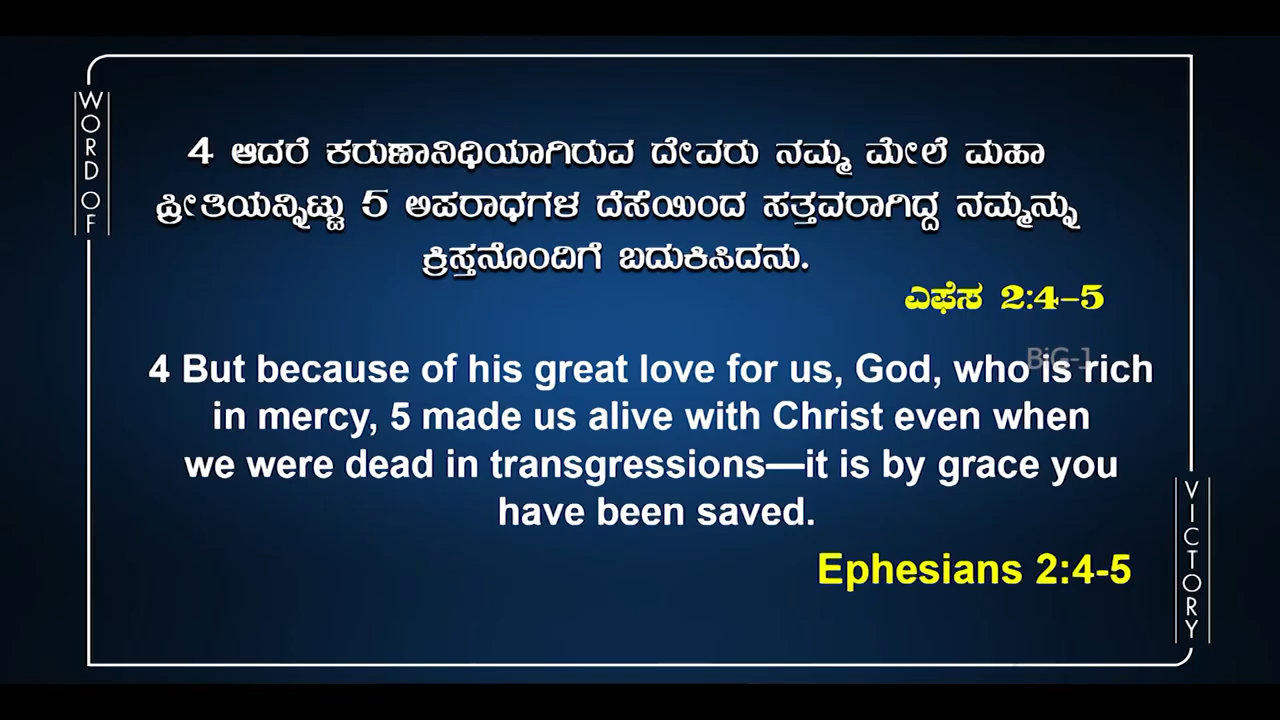 WORD OF
4 ಆದರೆ ಕರುಣಾನಿಧಿಯಾಗಿರುವ ದೇವರು ನಮ್ಮ ಮೇಲೆ ಮಹಾ
ಪ್ರೀತಿಯನ್ನಿಟ್ಟು 5 ಅಪರಾಧಗಳ ದೆಸೆಯಿಂದ ಸತ್ತವರಾಗಿದ್ದ ನಮ್ಮನ್ನು
ಕ್ರಿಸ್ತನೊಂದಿಗೆ ಬದುಕಿಸಿದನು.
ಎಫೆಸ 2:4-5
BiG-J
4 But because of his great love for us, God, who is rich
in mercy, 5 made us alive with Christ even when
we were dead in transgressions—it is by grace you
have been saved.
Ephesians 2:4-5
VICTORY